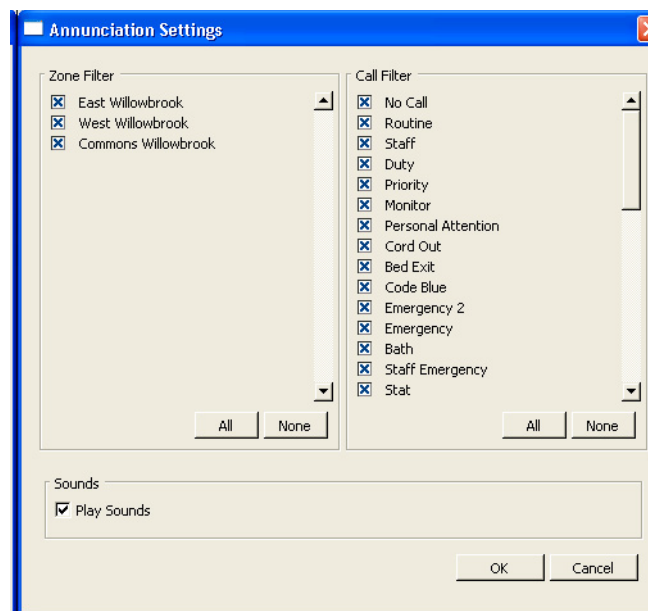 Annunciation Settings
Zone Filter
East Willowbrook
West Willowbrook
Commons Willowbrook
All None
Call Filter
No Call
Routine
Staff
Duty
Priority
Monitor
Personal Attention
Cord Out
Bed Exit
Code Blue
Emergency 2
Emergency
Bath
Staff Emergency
Stat
All None
Sounds
Play Sounds
OK Cancel